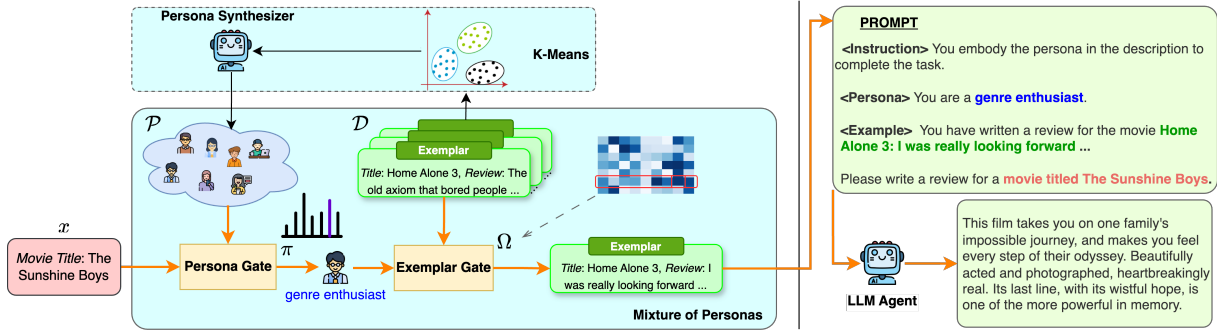 Persona Synthesizer
AI
K-Means
𝒫
𝒟
Exemplar
Title: Home Alone 3, Review: The
old axiom that bored people ...
x
Movie Title: The
Sunshine Boys
Persona Gate
π
genre enthusiast
Exemplar Gate
Ω
Exemplar
Title: Home Alone 3, Review: I
was really looking forward ...
Mixture of Personas
PROMPT
<Instruction> You embody the persona in the description to
complete the task.
<Persona> You are a genre enthusiast.
<Example> You have written a review for the movie Home
Alone 3: I was really looking forward ...
Please write a review for a movie titled The Sunshine Boys.
AI
LLM Agent
This film takes you on one family's
impossible journey, and makes you feel
every step of their odyssey. Beautifully
acted and photographed, heartbreakingly
real. Its last line, with its wistful hope, is
one of the more powerful in memory.